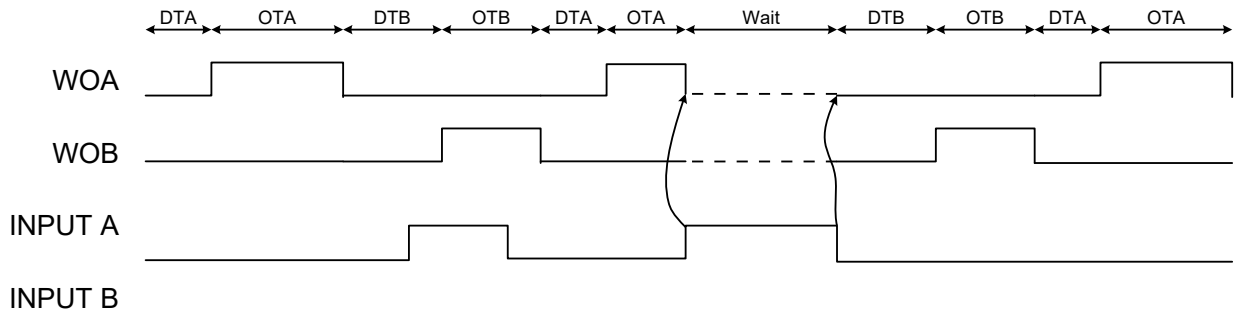 DTA OTA DTB OTB DTA OTA Wait DTB OTB DTA OTA
WOA
WOB
INPUT A
INPUT B